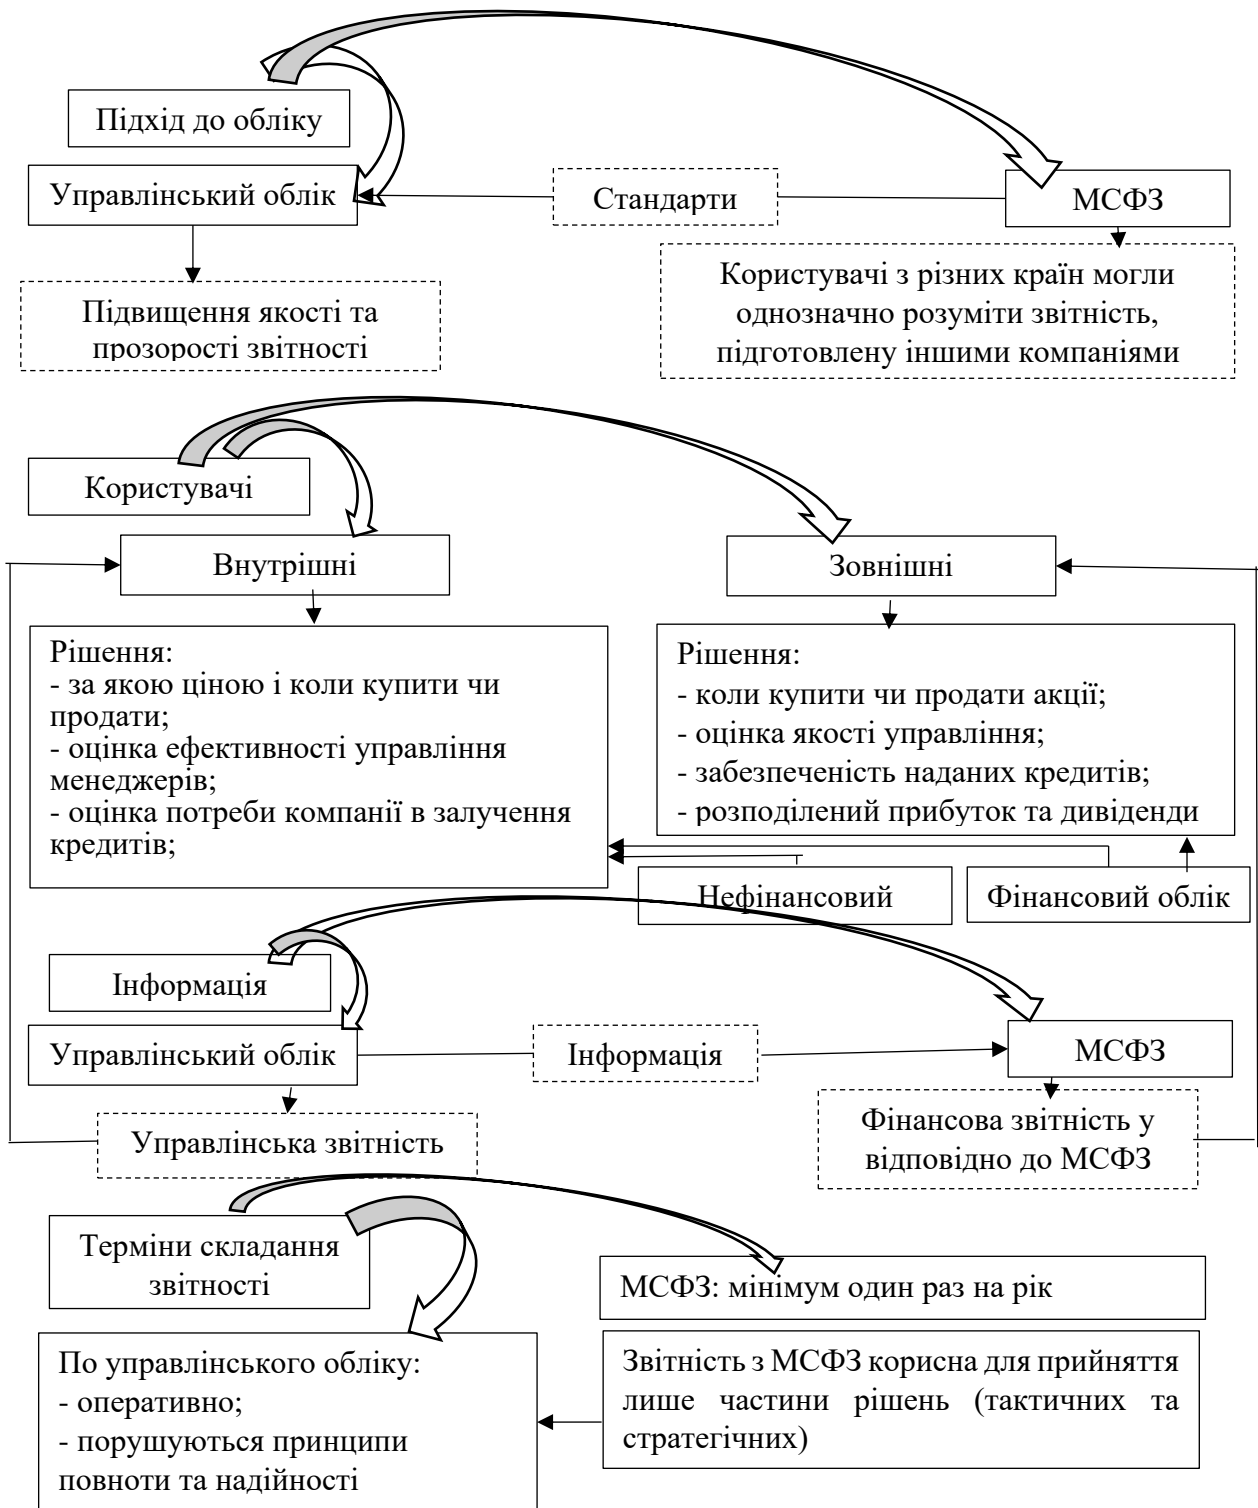 Підхід до обліку
Управлінський облік
Стандарти
МСФЗ
Підвищення якості та
прозорості звітності
Користувачі з різних країн могли
однозначно розуміти звітність,
підготовлену іншими компаніями
Користувачі
Внутрішні
Зовнішні
Рішення:
- за якою ціною і коли купити чи
продати;
- оцінка ефективності управління
менеджерів;
- оцінка потреби компанії в залучення
кредитів;
Рішення:
- коли купити чи продати акції;
- оцінка якості управління;
- забезпеченість наданих кредитів;
- розподілений прибуток та дивіденди
Нефінансовий
Фінансовий облік
Інформація
Управлінський облік
Інформація
МСФЗ
Управлінська звітність
Фінансова звітність у
відповідно до МСФЗ
Терміни складання
звітності
МСФЗ: мінімум один раз на рік
По управлінського обліку:
- оперативно;
- порушуються принципи
повноти та надійності
Звітність з МСФЗ корисна для прийняття
лише частини рішень (тактичних та
стратегічних)